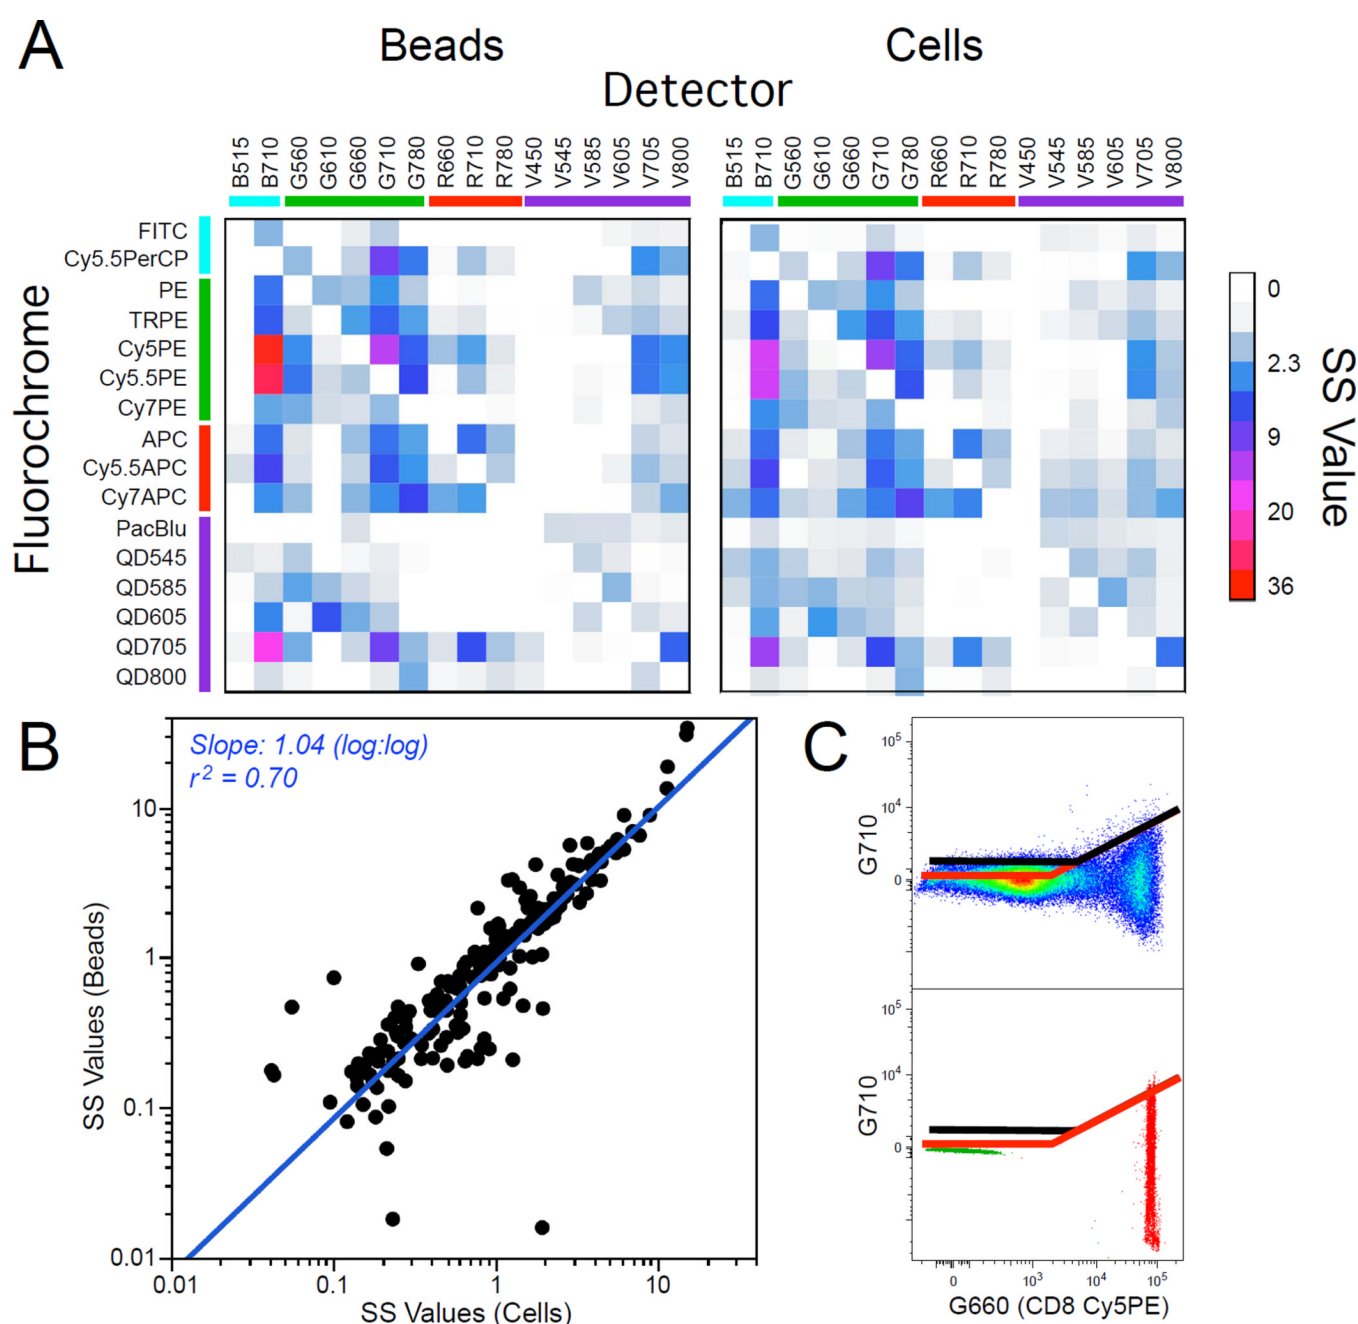 A
Beads
Cells
Detector
B515 B710 G560 G610 G660 G710 G780 R660 R710 R780 V450 V545 V585 V605 V705 V800
B515 B710 G560 G610 G660 G710 G780 R660 R710 R780 V450 V545 V585 V605 V705 V800
Fluorochrome
FITC
Cy5.5PerCP
PE
TRPE
Cy5PE
Cy5.5PE
Cy7PE
APC
Cy5.5APC
Cy7APC
PacBlu
QD545
QD585
QD605
QD705
QD800
0
2.3
9
20
36
SS Value
B
Slope: 1.04 (log:log)
r² = 0.70
SS Values (Beads)
10
1
0.1
0.01
0.01 0.1 1 10
SS Values (Cells)
C
G710
10⁵
10⁴
0
G710
10⁵
10⁴
0
0 10³ 10⁴ 10⁵
G660 (CD8 Cy5PE)